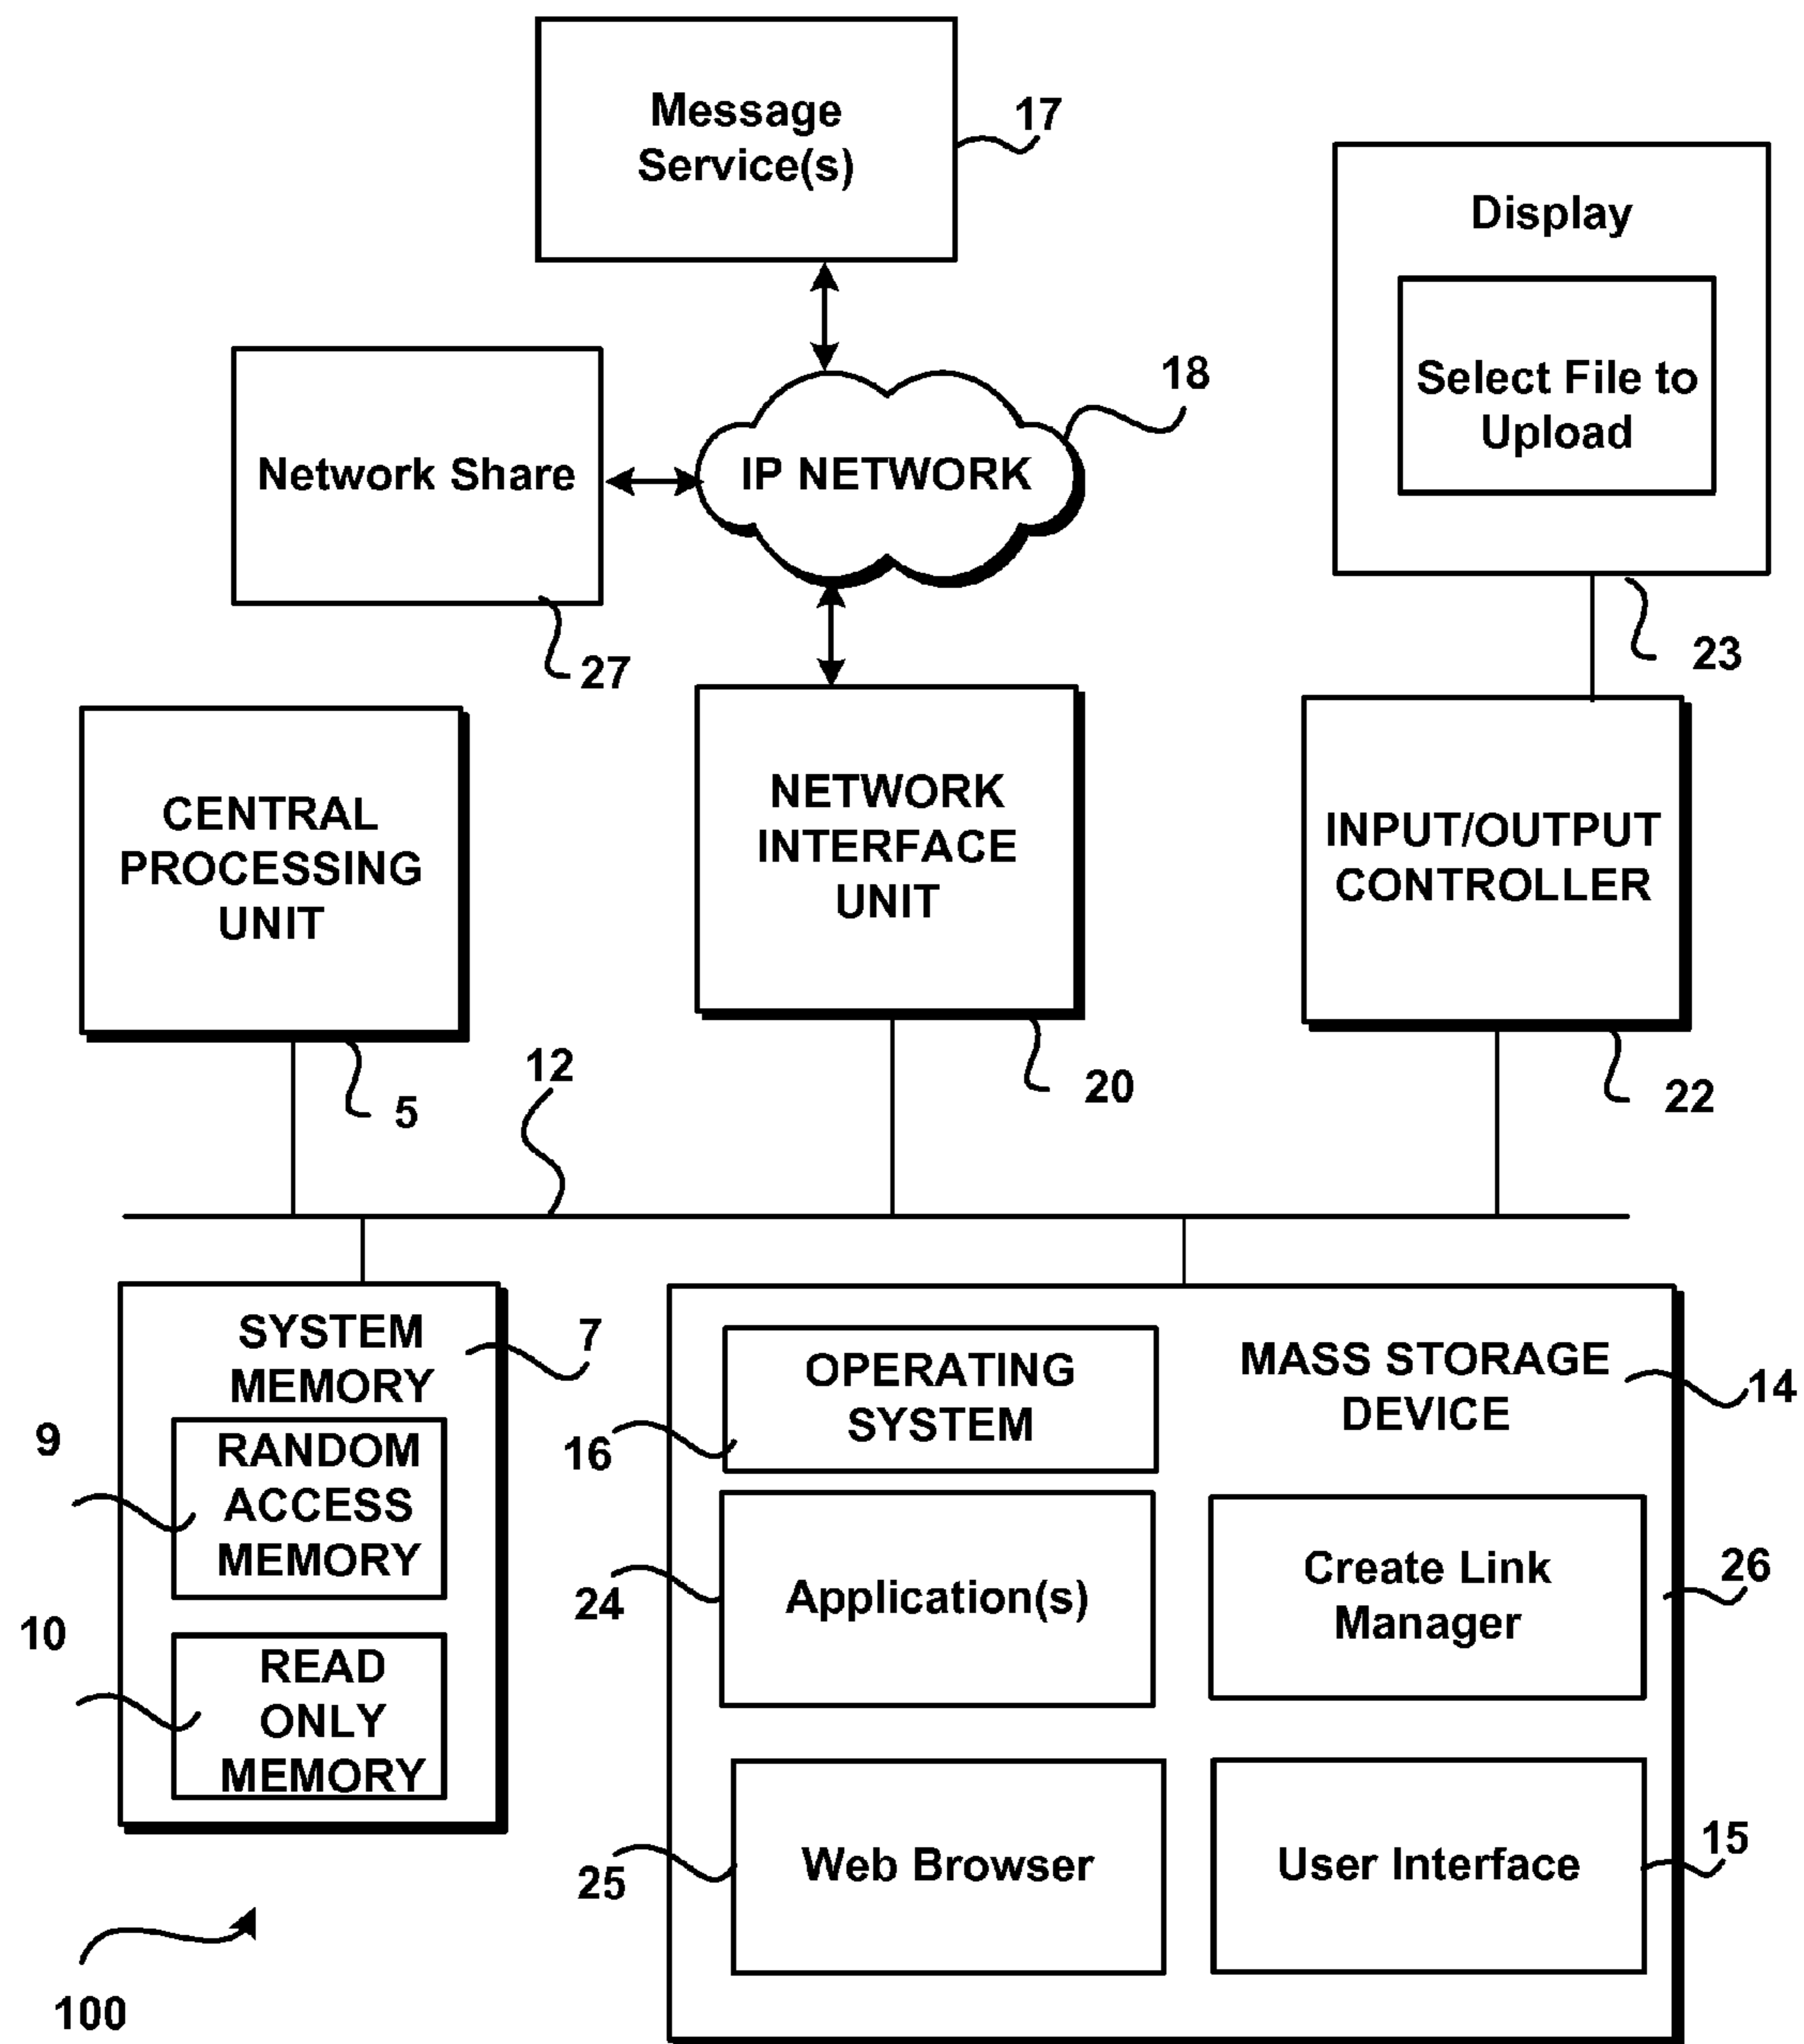 Message
Service(s)
17
Display
Select File to
Upload
23
Network Share
27
IP NETWORK
18
CENTRAL
PROCESSING
UNIT
5
NETWORK
INTERFACE
UNIT
20
INPUT/OUTPUT
CONTROLLER
22
12
SYSTEM
MEMORY
7
9
RANDOM
ACCESS
MEMORY
10
READ
ONLY
MEMORY
MASS STORAGE
DEVICE
14
OPERATING
SYSTEM
16
Application(s)
24
Create Link
Manager
26
Web Browser
25
User Interface
15
100